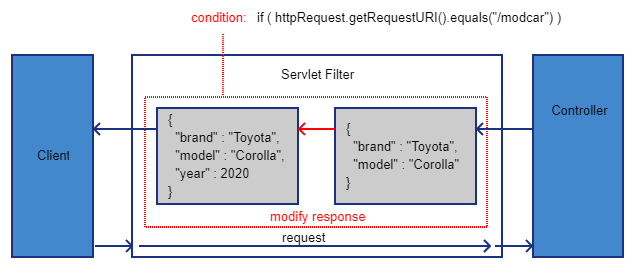 condition: if ( httpRequest.getRequestURI().equals("/modcar") )
Servlet Filter
Client
{
"brand" : "Toyota",
"model" : "Corolla",
"year" : 2020
}
{
"brand" : "Toyota",
"model" : "Corolla"
}
Controller
modify response
request